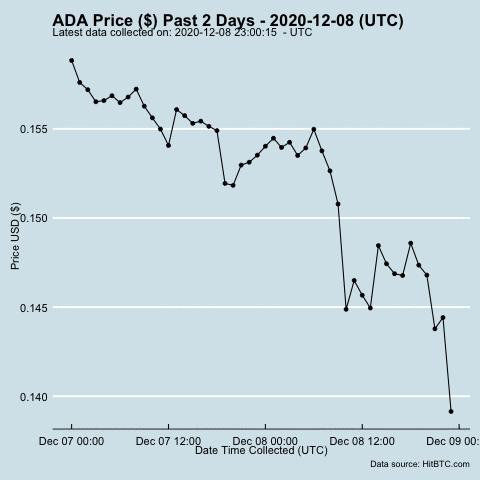 ADA Price ($) Past 2 Days - 2020-12-08 (UTC)
Latest data collected on: 2020-12-08 23:00:15  - UTC
Price USD ($)
0.155
0.150
0.145
0.140
Dec 07 00:00 Dec 07 12:00 Dec 08 00:00 Dec 08 12:00 Dec 09 00:
Date Time Collected (UTC)
Data source: HitBTC.com